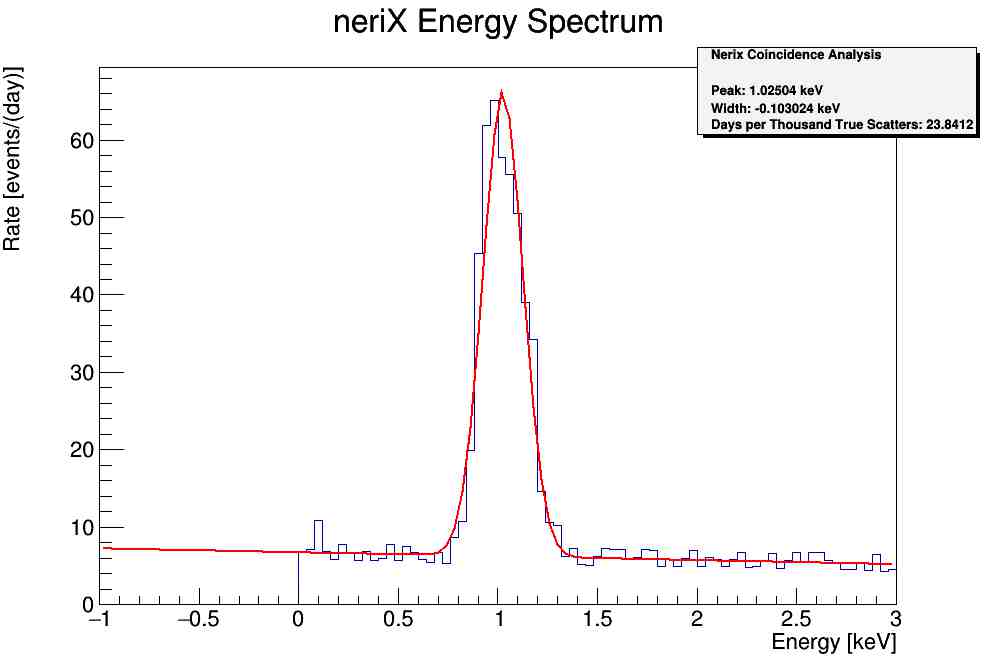 neriX Energy Spectrum
Nerix Coincidence Analysis
Peak: 1.02504 keV
Width: -0.103024 keV
Days per Thousand True Scatters: 23.8412
Rate [events/(day)]
60
50
40
30
20
10
0
−1 −0.5 0 0.5 1 1.5 2 2.5 3
Energy [keV]